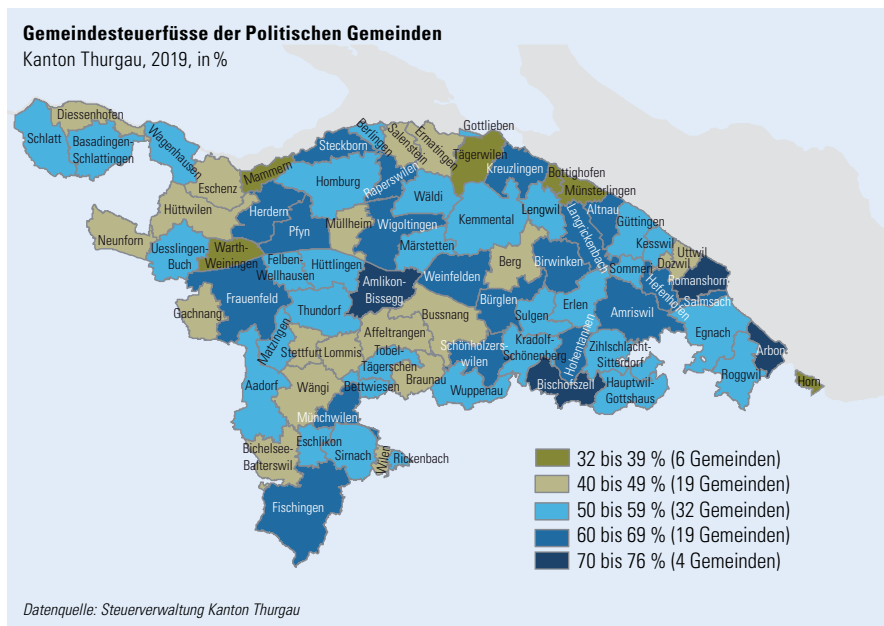 Gemeindesteuerfüsse der Politischen Gemeinden
Kanton Thurgau, 2019, in %
Diessenhofen
Schlatt
Basadingen-
Schlattingen
Wagenhausen
Eschenz
Mammern
Steckborn
Berlingen
Salenstein
Ermatingen
Gottlieben
Tägerwilen
Kreuzlingen
Bottighofen
Münsterlingen
Homburg
Raperswilen
Wäldi
Kemmental
Lengwil
Langrickenbach
Altnau
Güttingen
Kesswil
Uttwil
Dozwil
Romanshorn
Hüttwilen
Herdern
Pfyn
Müllheim
Wigoltingen
Märstetten
Neunforn
Uesslingen-
Buch
Warth-
Weiningen
Felben-
Wellhausen
Hüttlingen
Amlikon-
Bissegg
Weinfelden
Berg
Birwinken
Sommeri
Hefenhofen
Salmsach
Frauenfeld
Gachnang
Thundorf
Bussnang
Bürglen
Sulgen
Erlen
Amriswil
Egnach
Arbon
Matzingen
Stettfurt
Lommis
Affeltrangen
Schönholzers-
wilen
Kradolf-
Schönenberg
Hohentannen
Zihlschlacht-
Sitterdorf
Roggwil
Horn
Aadorf
Wängi
Tobel-
Tägerschen
Bettwiesen
Braunau
Wuppenau
Bischofszell
Hauptwil-
Gottshaus
Münchwilen
Bichelsee-
Balterswil
Eschlikon
Sirnach
Wilen
Rickenbach
Fischingen
32 bis 39 % (6 Gemeinden)
40 bis 49 % (19 Gemeinden)
50 bis 59 % (32 Gemeinden)
60 bis 69 % (19 Gemeinden)
70 bis 76 % (4 Gemeinden)
Datenquelle: Steuerverwaltung Kanton Thurgau